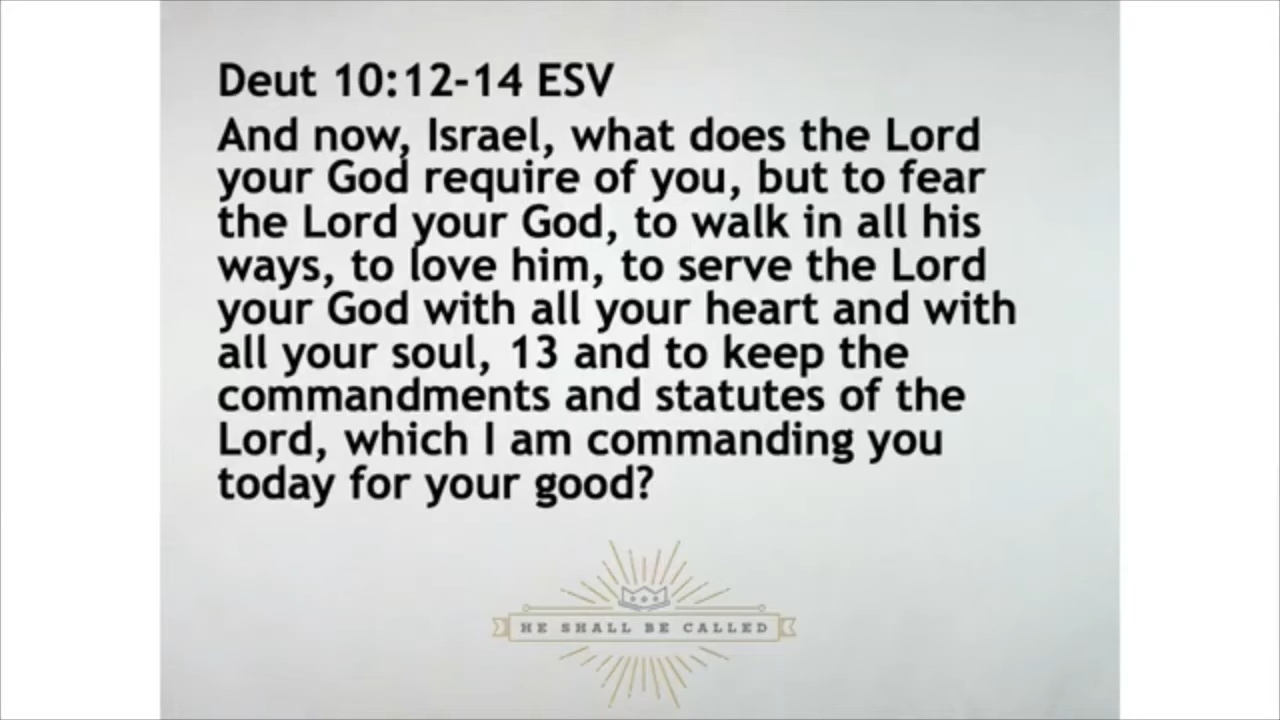 Deut 10:12-14 ESV
And now, Israel, what does the Lord
your God require of you, but to fear
the Lord your God, to walk in all his
ways, to love him, to serve the Lord
your God with all your heart and with
all your soul, 13 and to keep the
commandments and statutes of the
Lord, which I am commanding you
today for your good?
HE SHALL BE CALLED